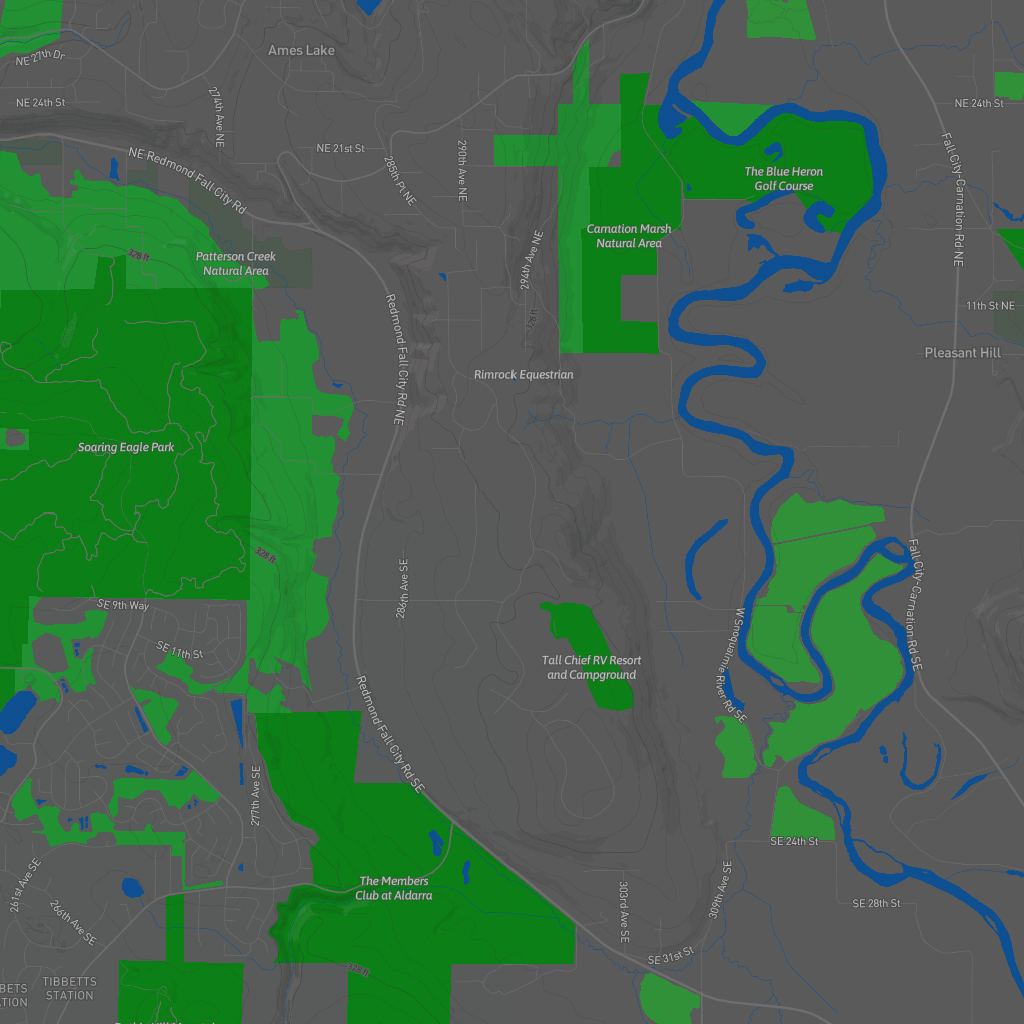 Ames Lake
NE 27th Dr
NE 24th St
274th Ave NE
NE 24th St
NE 21st St
285th Pl NE
290th Ave NE
NE Redmond Fall City Rd
Fall City-Carnation Rd NE
The Blue Heron
Golf Course
Carnation Marsh
Natural Area
Patterson Creek
Natural Area
328 ft
294th Ave NE
328 ft
11th St NE
Redmond Fall City Rd NE
Pleasant Hill
Rimrock Equestrian
Soaring Eagle Park
328 ft
286th Ave SE
Fall City-Carnation Rd SE
SE 9th Way
SE 11th St
W Snoqualmie River Rd SE
Tall Chief RV Resort
and Campground
Redmond Fall City Rd SE
277th Ave SE
SE 24th St
The Members
Club at Aldarra
261st Ave SE
266th Ave SE
303rd Ave SE
309th Ave SE
SE 28th St
SE 31st St
328 ft
TIBBETTS
STATION